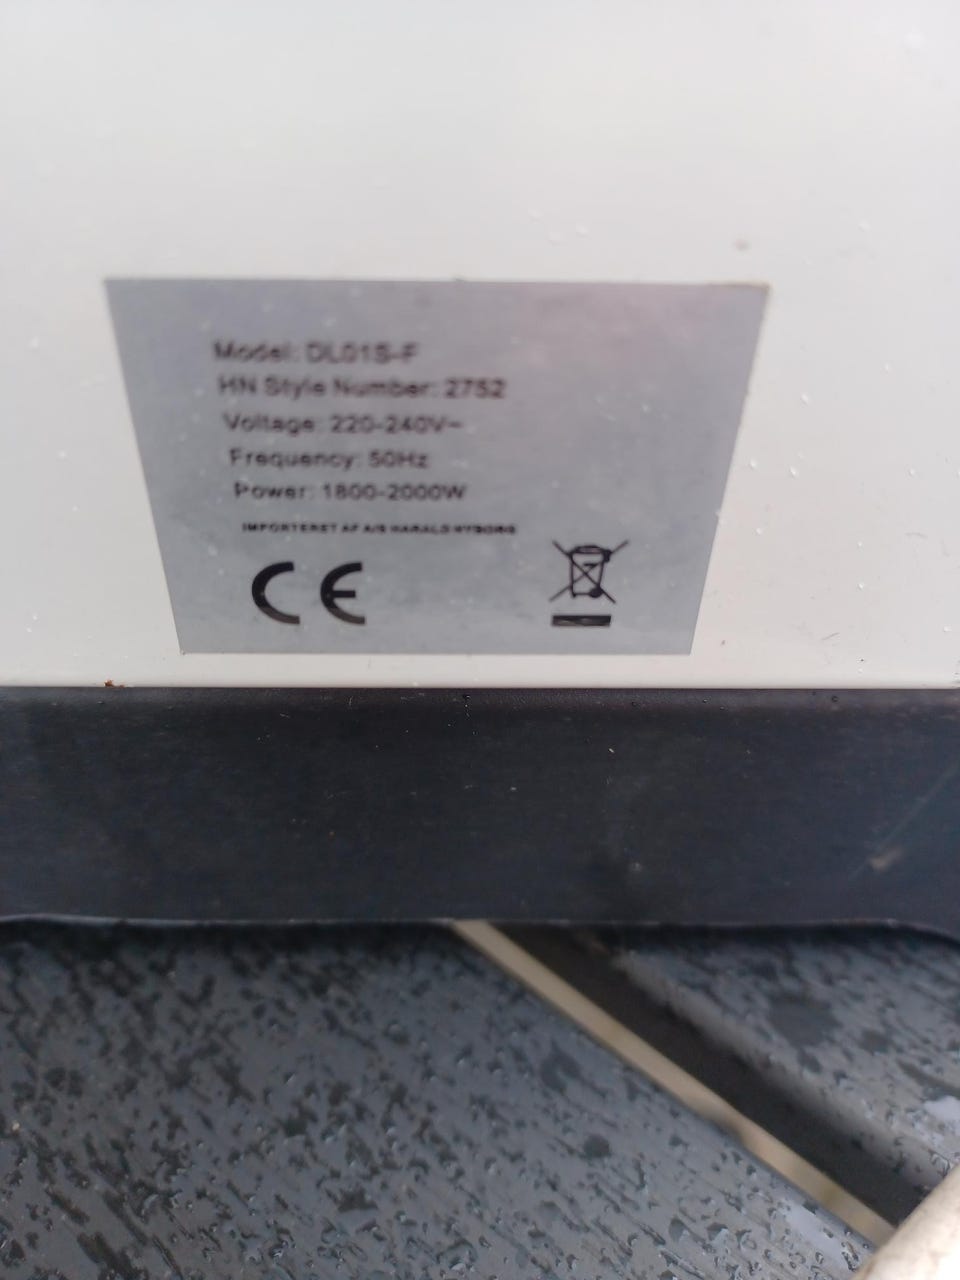 Model: DL01S-F
HN Style Number: 2752
Voltage: 220-240V~
Frequency: 50Hz
Power: 1800-2000W
IMPORTERET AF A/S HARALD NYBORG
CE